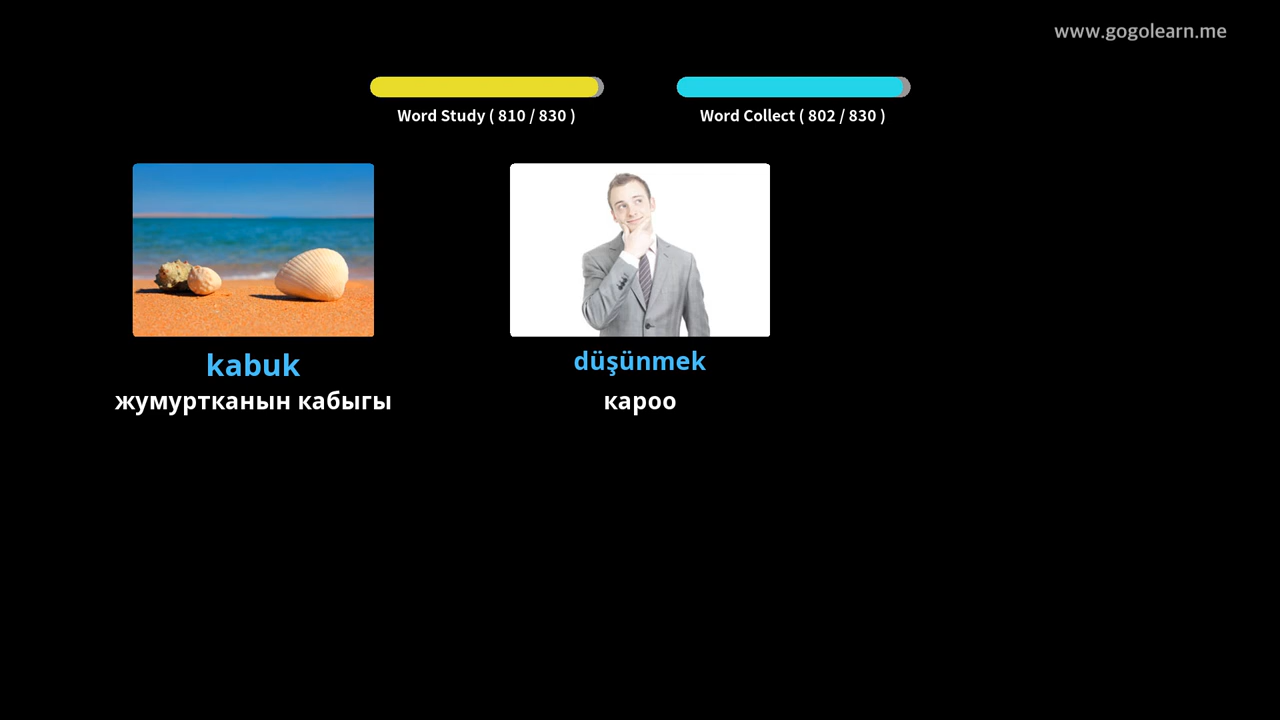 www.gogolearn.me
Word Study ( 810 / 830 )
Word Collect ( 802 / 830 )
kabuk
жумуртканын кабыгы
düşünmek
кароо